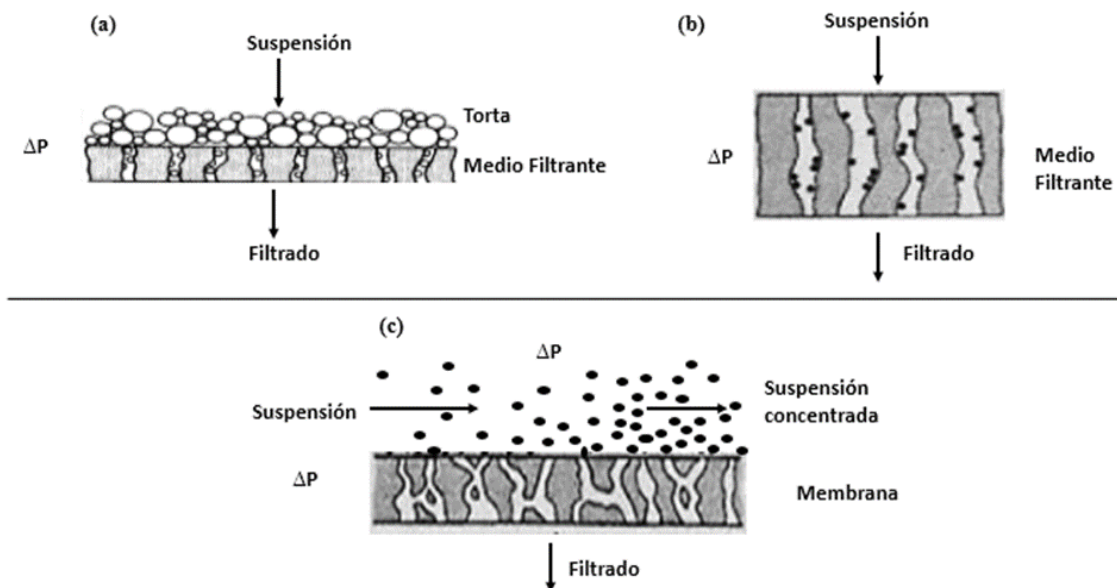 (a)
Suspensión
Torta
ΔP
Medio Filtrante
Filtrado
(b)
Suspensión
ΔP
Medio
Filtrante
Filtrado
(c)
ΔP
Suspensión
Suspensión
concentrada
ΔP
Membrana
Filtrado